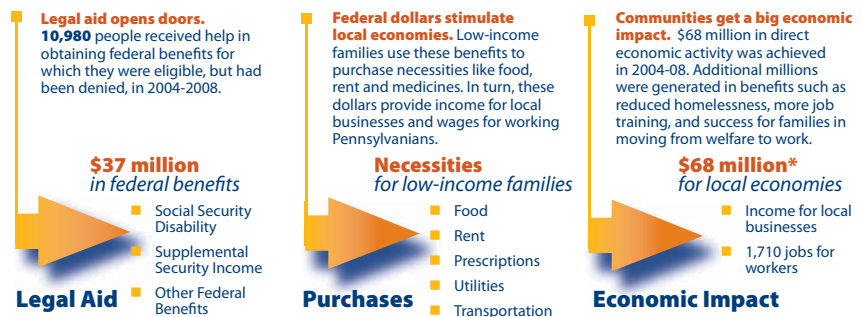 Legal aid opens doors.
10,980 people received help in
obtaining federal benefits for
which they were eligible, but had
been denied, in 2004-2008.
$37 million
in federal benefits
Social Security
Disability
Supplemental
Security Income
Other Federal
Benefits
Legal Aid
Federal dollars stimulate
local economies. Low-income
families use these benefits to
purchase necessities like food,
rent and medicines. In turn, these
dollars provide income for local
businesses and wages for working
Pennsylvanians.
Necessities
for low-income families
Food
Rent
Prescriptions
Utilities
Transportation
Purchases
Communities get a big economic
impact. $68 million in direct
economic activity was achieved
in 2004-08. Additional millions
were generated in benefits such as
reduced homelessness, more job
training, and success for families in
moving from welfare to work.
$68 million*
for local economies
Income for local
businesses
1,710 jobs for
workers
Economic Impact